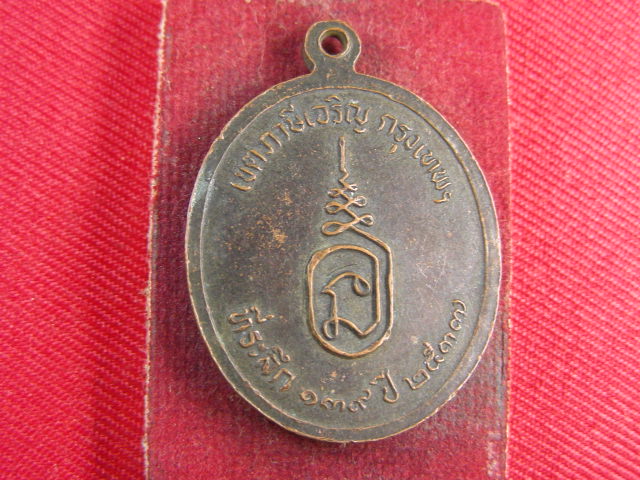 เขตภาษีเจริญ กรุงเทพฯ
ที่ระลึก ๑๓๙ ปี ๒๕๓๗